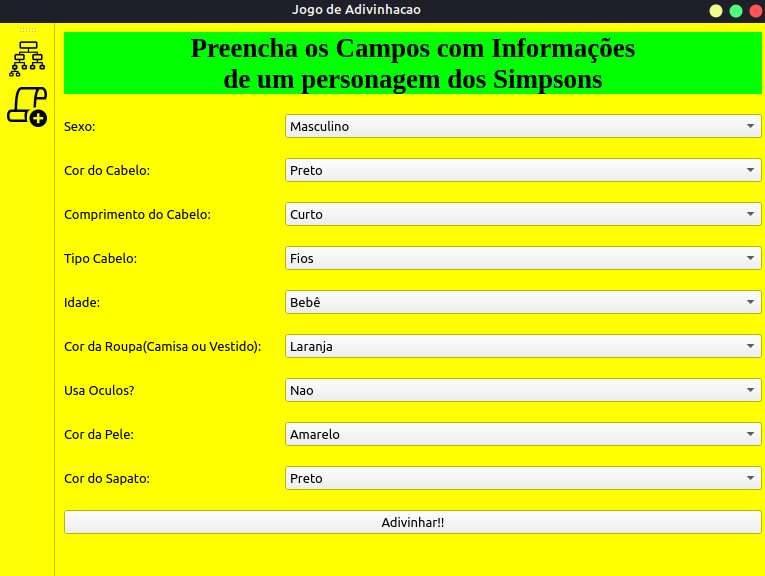 Jogo de Adivinhacao
Preencha os Campos com Informações
de um personagem dos Simpsons
Sexo: Masculino
Cor do Cabelo: Preto
Comprimento do Cabelo: Curto
Tipo Cabelo: Fios
Idade: Bebê
Cor da Roupa(Camisa ou Vestido): Laranja
Usa Oculos? Nao
Cor da Pele: Amarelo
Cor do Sapato: Preto
Adivinhar!!